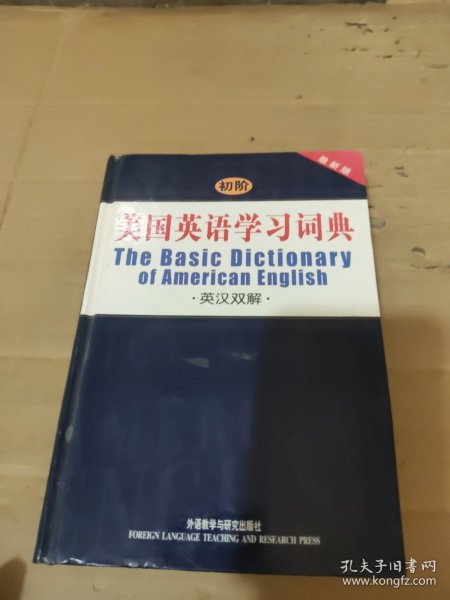 最新版
初阶
美国英语学习词典
The Basic Dictionary
of American English
·英汉双解·
外语教学与研究出版社
FOREIGN LANGUAGE TEACHING AND RESEARCH PRESS
孔夫子旧书网
www.kongfz.com